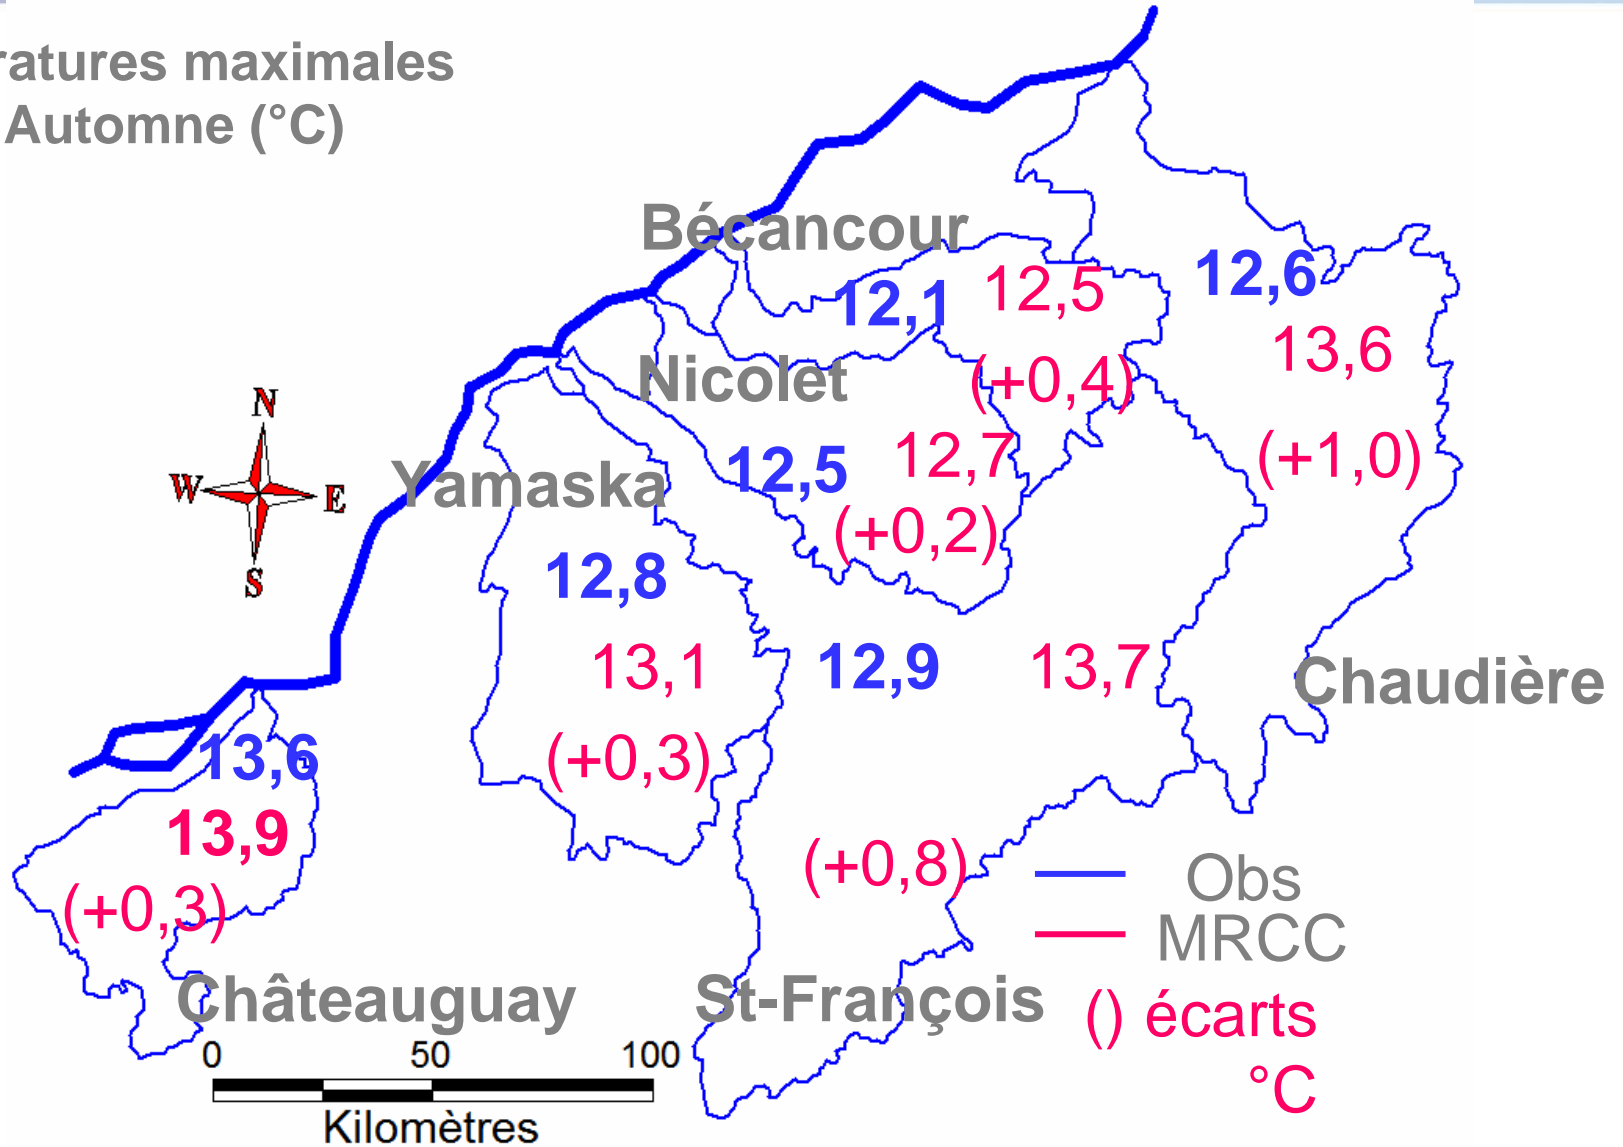 ratures maximales
Automne (°C)
Bécancour
12,1
12,5
(+0,4)
12,6
13,6
(+1,0)
Nicolet
12,5
12,7
(+0,2)
N
W
E
S
Yamaska
12,8
13,1
(+0,3)
12,9
13,7
(+0,8)
Chaudière
13,6
13,9
(+0,3)
Châteauguay
St-François
Obs
MRCC
() écarts
°C
0 50 100
Kilomètres